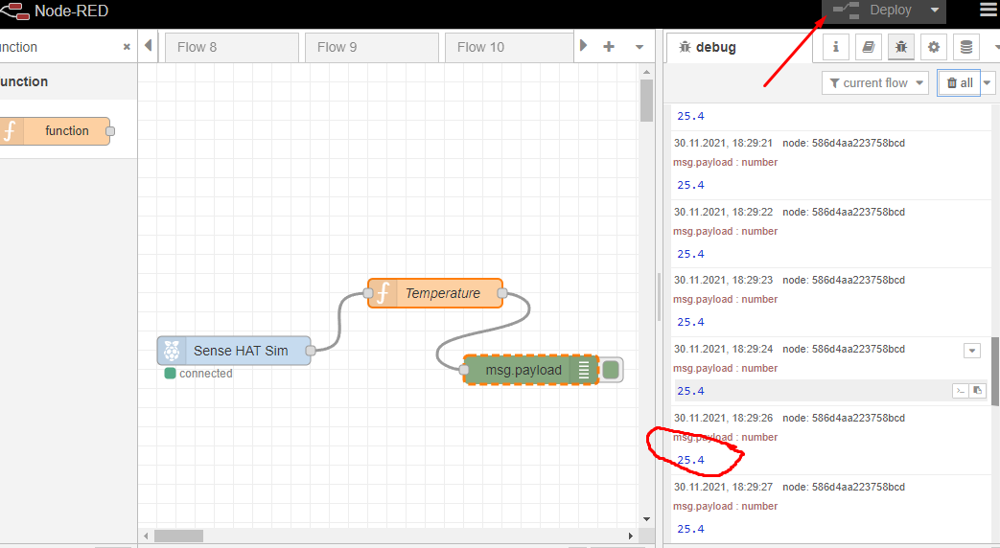 Node-RED
Deploy
unction
Flow 8
Flow 9
Flow 10
debug
current flow
all
unction
function
Temperature
Sense HAT Sim
connected
msg.payload
25.4
30.11.2021, 18:29:21 node: 586d4aa223758bcd
msg.payload : number
25.4
30.11.2021, 18:29:22 node: 586d4aa223758bcd
msg.payload : number
25.4
30.11.2021, 18:29:23 node: 586d4aa223758bcd
msg.payload : number
25.4
30.11.2021, 18:29:24 node: 586d4aa223758bcd
msg.payload : number
25.4
30.11.2021, 18:29:26 node: 586d4aa223758bcd
msg.payload : number
25.4
30.11.2021, 18:29:27 node: 586d4aa223758bcd
msg.payload : number
25.4